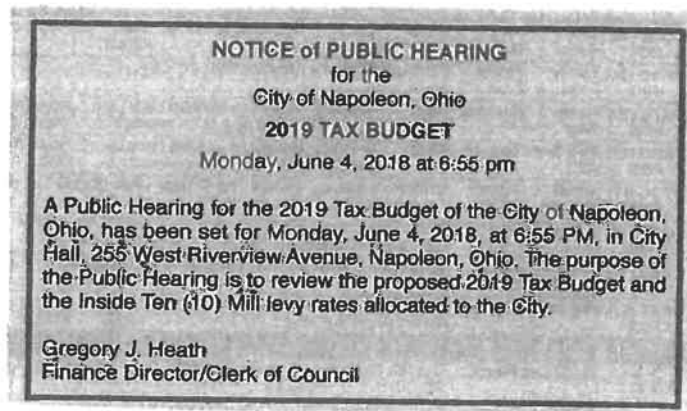 NOTICE of PUBLIC HEARING
for the
City of Napoleon, Ohio
2019 TAX BUDGET
Monday, June 4, 2018 at 6:55 pm
A Public Hearing for the 2019 Tax Budget of the City of Napoleon,
Ohio, has been set for Monday, June 4, 2018, at 6:55 PM, in City
Hall, 255 West Riverview Avenue, Napoleon, Ohio. The purpose of
the Public Hearing is to review the proposed 2019 Tax Budget and
the Inside Ten (10) Mill levy rates allocated to the City.
Gregory J. Heath
Finance Director/Clerk of Council